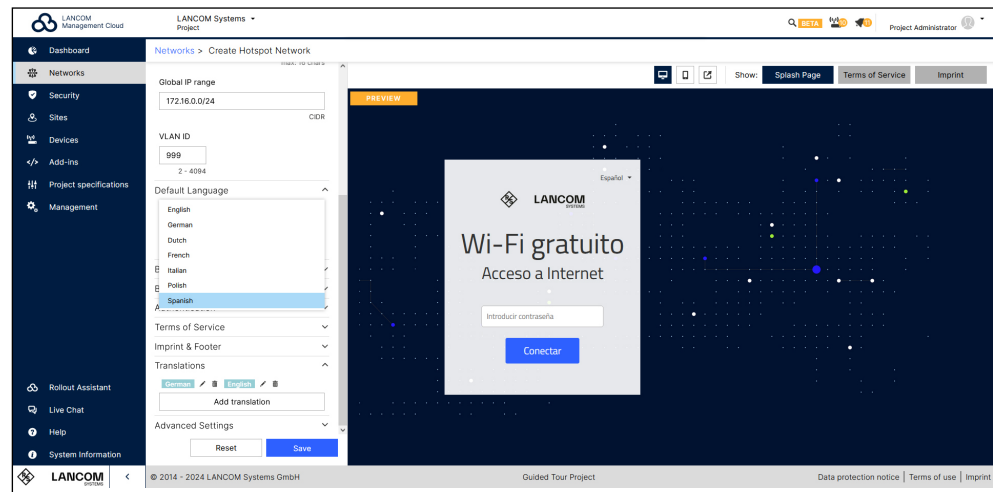 LANCOM
Management Cloud
LANCOM Systems
Project
BETA
Project Administrator
Dashboard
Networks
Security
Sites
Devices
Add-ins
Project specifications
Management
Rollout Assistant
Live Chat
Help
System Information
LANCOM
SYSTEMS
Networks > Create Hotspot Network
max. 16 chars
Global IP range
172.16.0.0/24
CIDR
VLAN ID
999
2 - 4094
Default Language
English
German
Dutch
French
Italian
Polish
Spanish
Terms of Service
Imprint & Footer
Translations
German English
Add translation
Advanced Settings
Reset Save
Show: Splash Page Terms of Service Imprint
PREVIEW
Español
LANCOM
SYSTEMS
Wi-Fi gratuito
Acceso a Internet
Introducir contraseña
Conectar
© 2014 - 2024 LANCOM Systems GmbH
Guided Tour Project
Data protection notice | Terms of use | Imprint